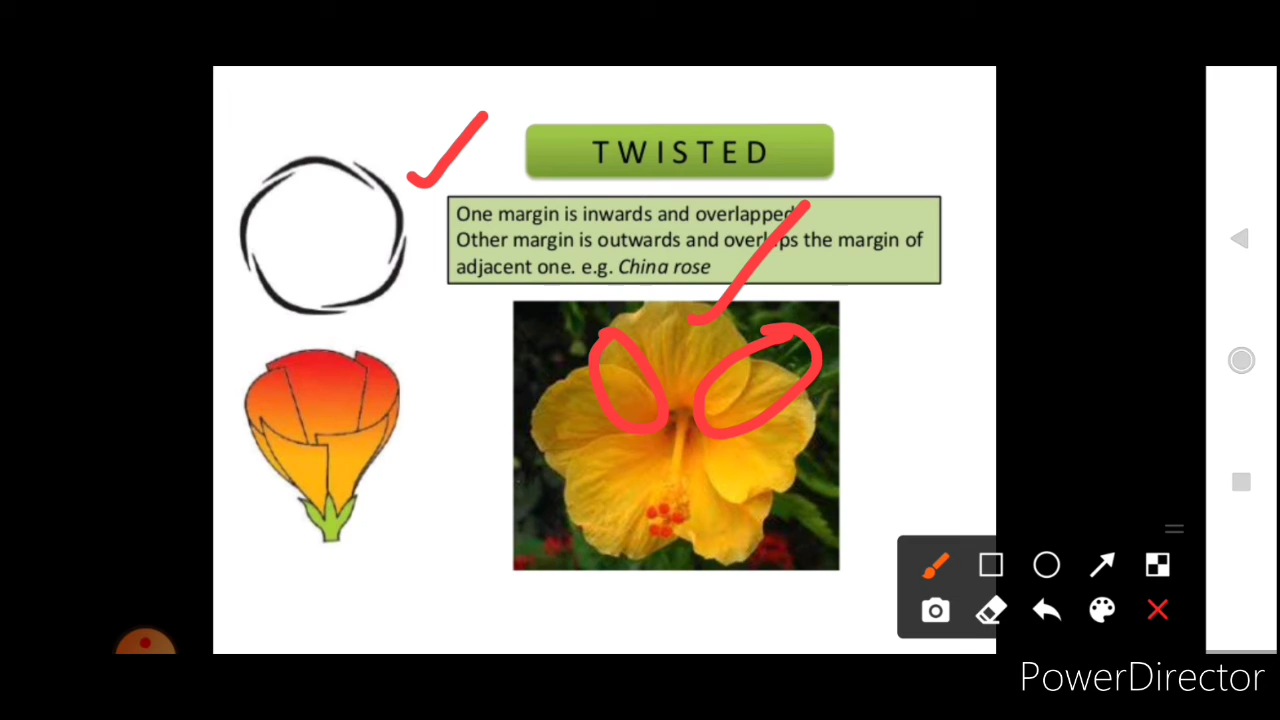 TWISTED
One margin is inwards and overlapped
Other margin is outwards and overlaps the margin of
adjacent one. e.g. China rose
PowerDirector